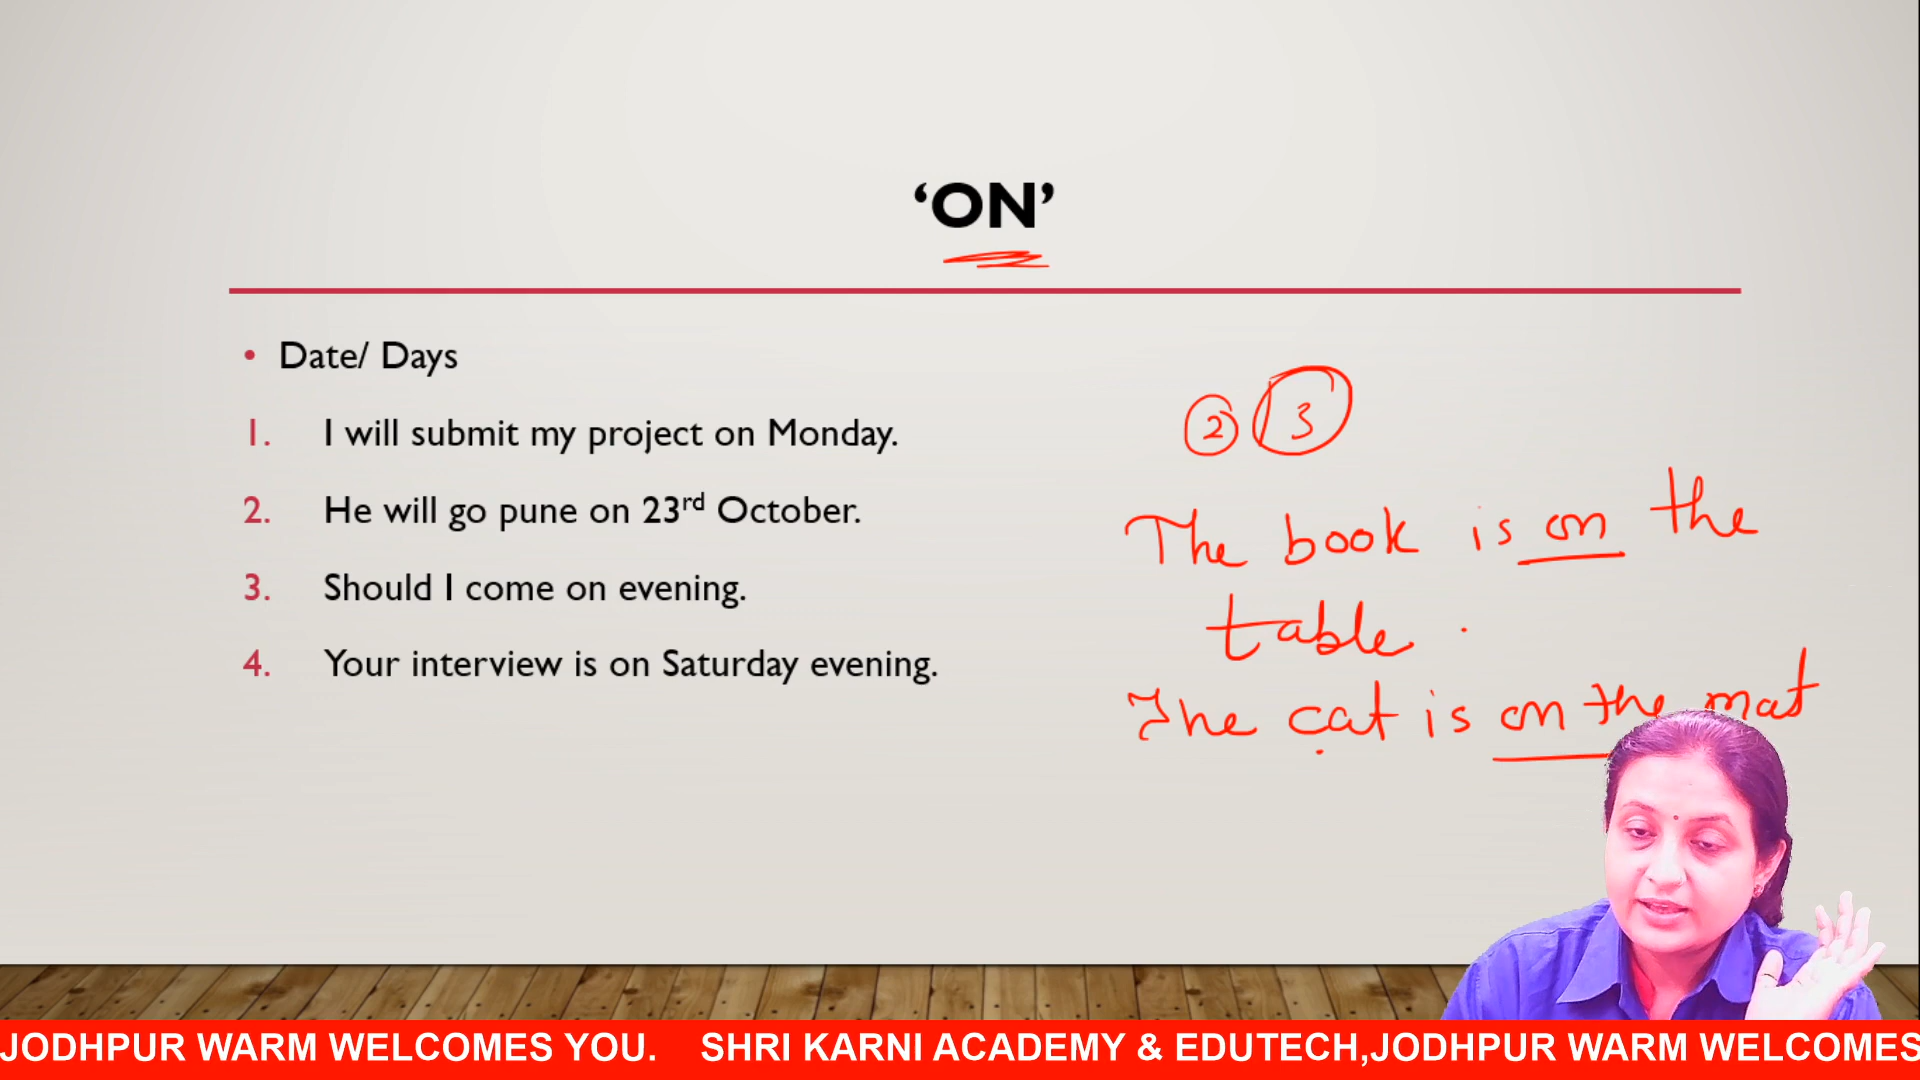 ‘ON’
• Date/ Days
1. I will submit my project on Monday.
2. He will go pune on 23rd October.
3. Should I come on evening.
4. Your interview is on Saturday evening.
2 3
The book is on the
table .
The cat is on the mat
JODHPUR WARM WELCOMES YOU. SHRI KARNI ACADEMY & EDUTECH,JODHPUR WARM WELCOMES